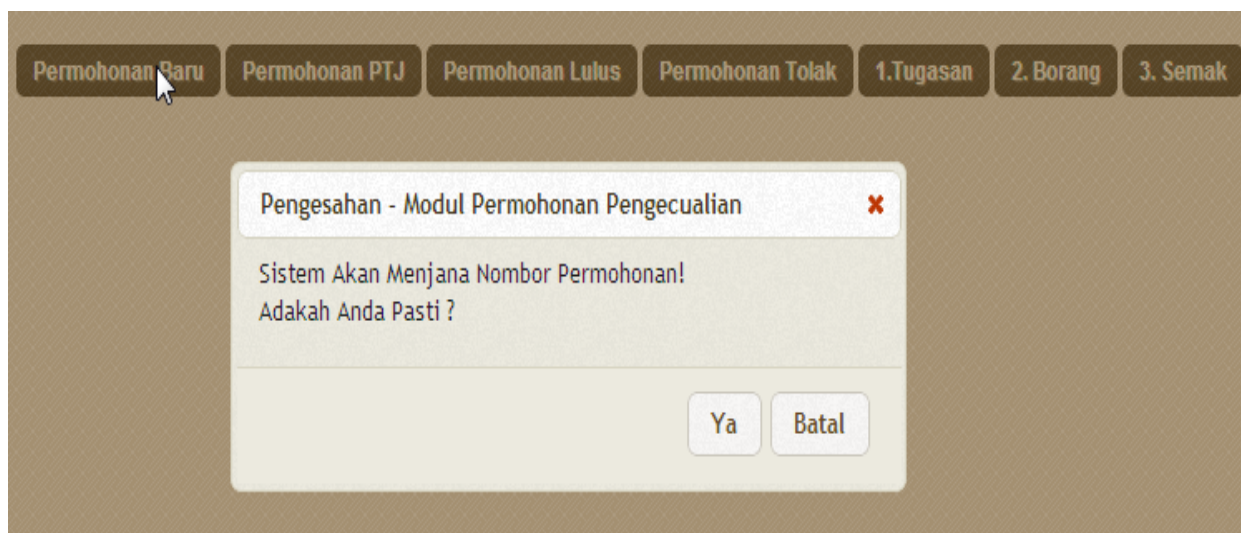 Permohonan Baru Permohonan PTJ Permohonan Lulus Permohonan Tolak 1.Tugasan 2. Borang 3. Semak
Pengesahan - Modul Permohonan Pengecualian
Sistem Akan Menjana Nombor Permohonan!
Adakah Anda Pasti ?
Ya Batal